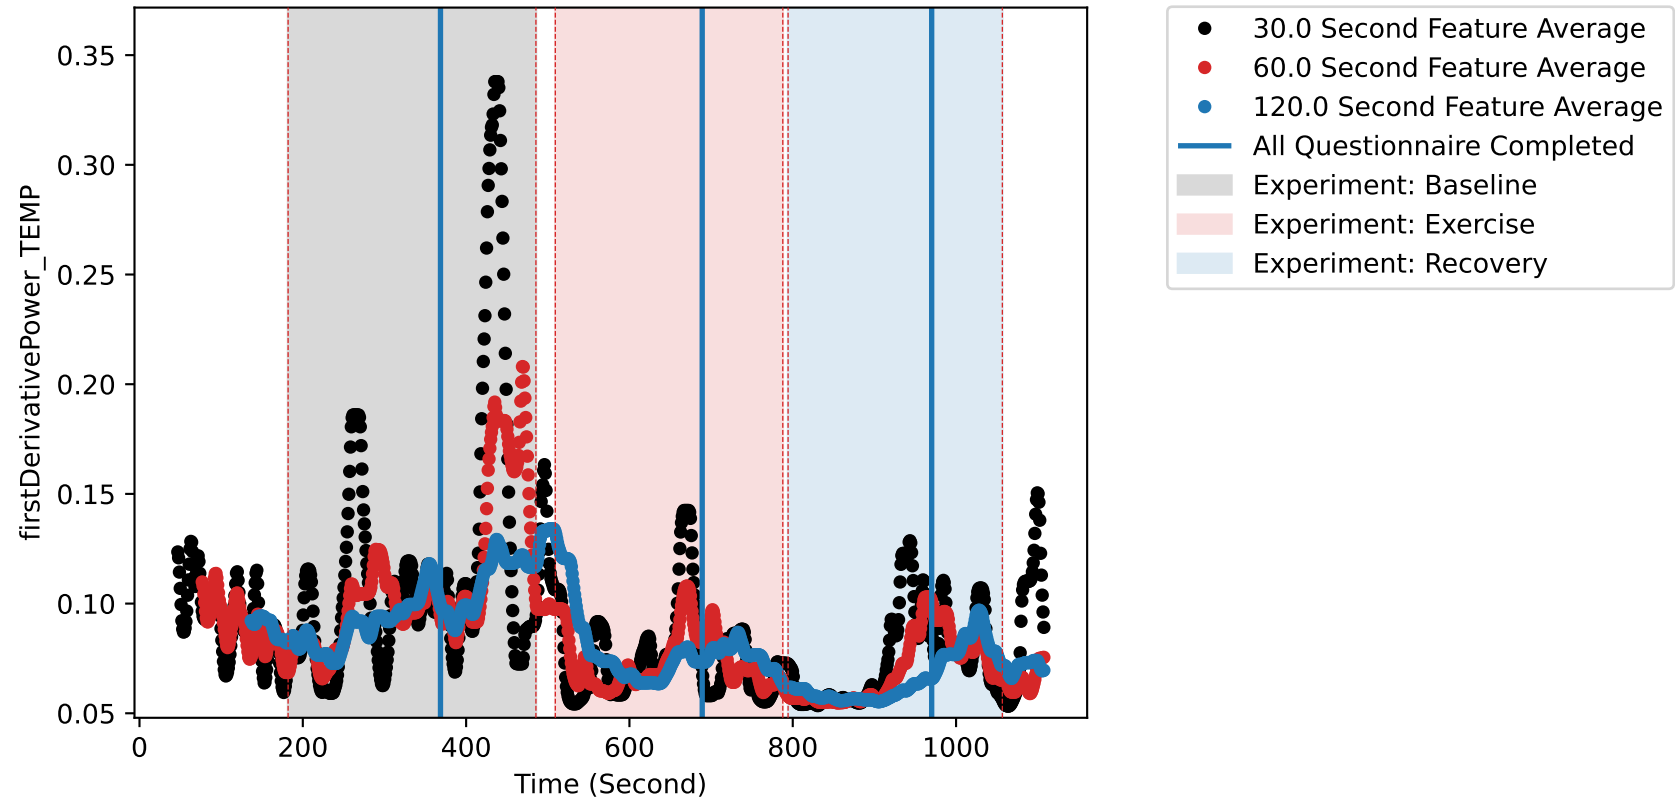 0.35
0.30
0.25
0.20
0.15
0.10
0.05
firstDerivativePower_TEMP
0 200 400 600 800 1000
Time (Second)
30.0 Second Feature Average
60.0 Second Feature Average
120.0 Second Feature Average
All Questionnaire Completed
Experiment: Baseline
Experiment: Exercise
Experiment: Recovery